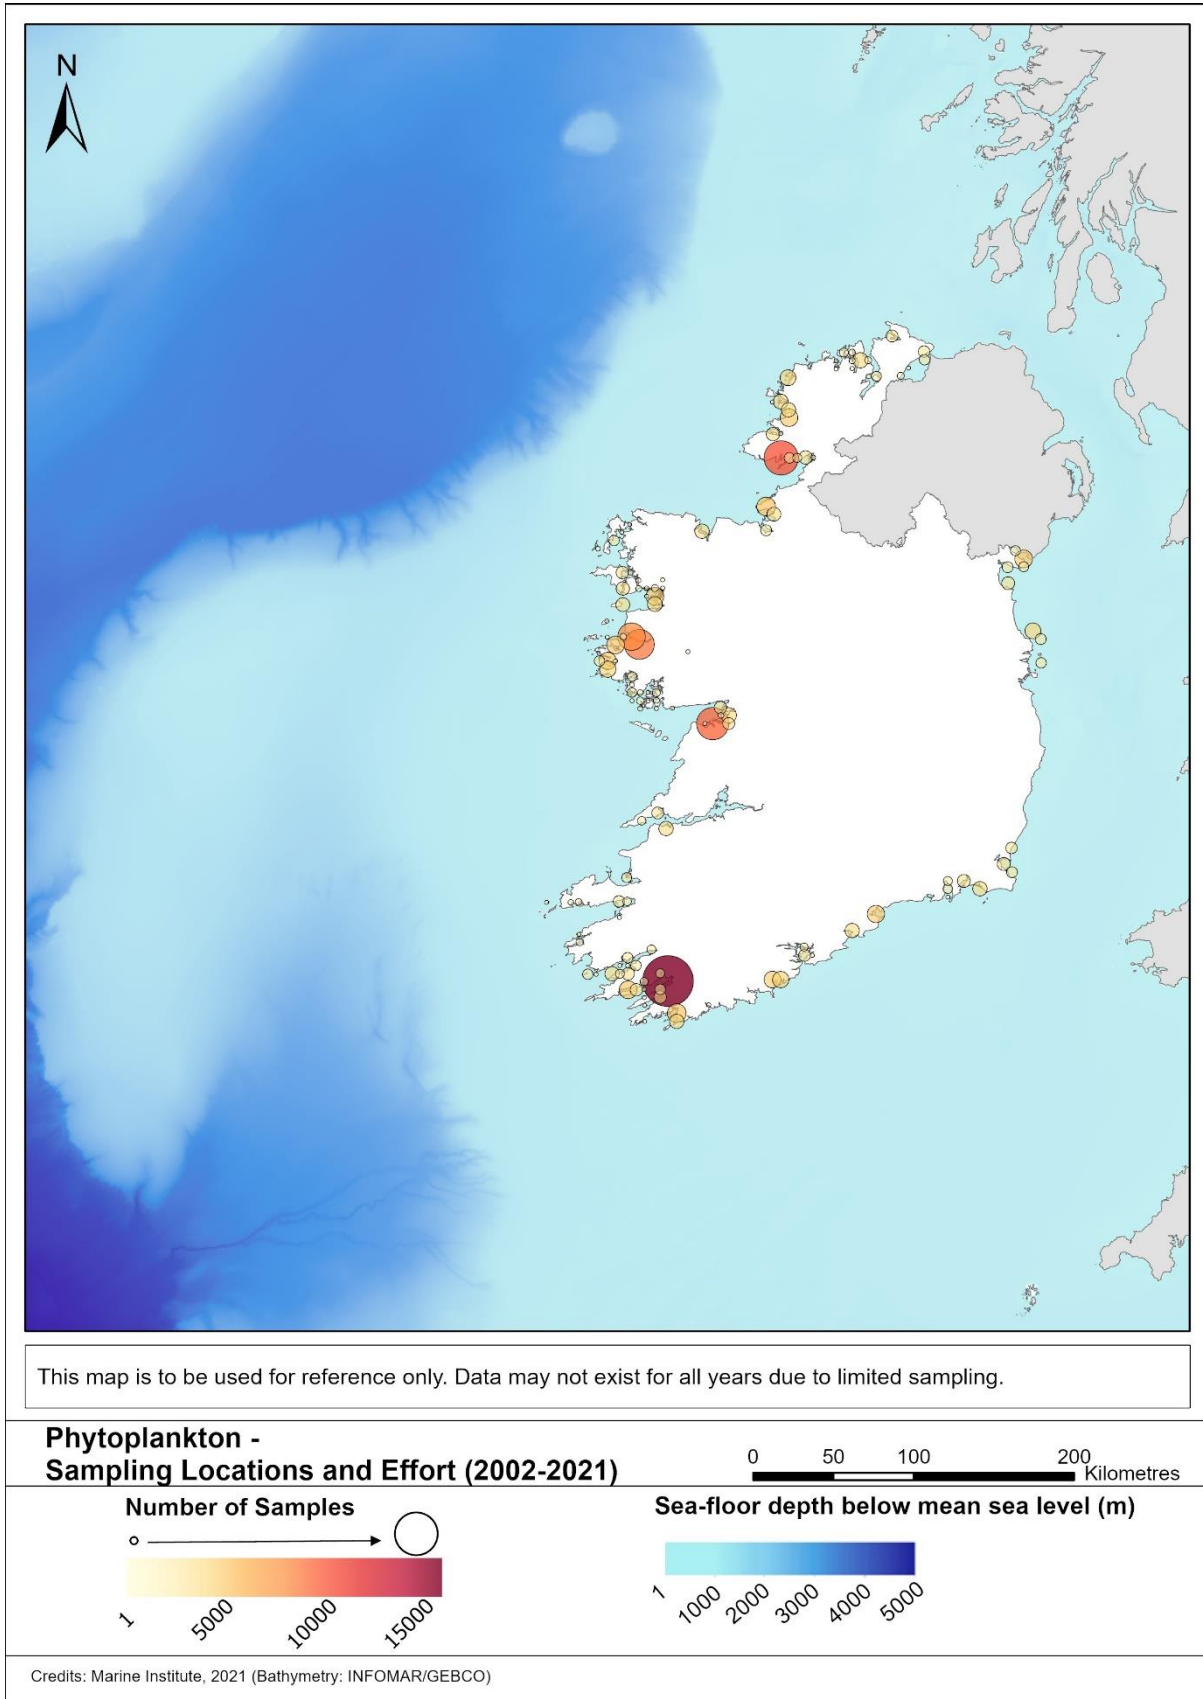 N
This map is to be used for reference only. Data may not exist for all years due to limited sampling.
Phytoplankton -
Sampling Locations and Effort (2002-2021)
0 50 100 200
Kilometres
Number of Samples
1 5000 10000 15000
Sea-floor depth below mean sea level (m)
1 1000 2000 3000 4000 5000
Credits: Marine Institute, 2021 (Bathymetry: INFOMAR/GEBCO)